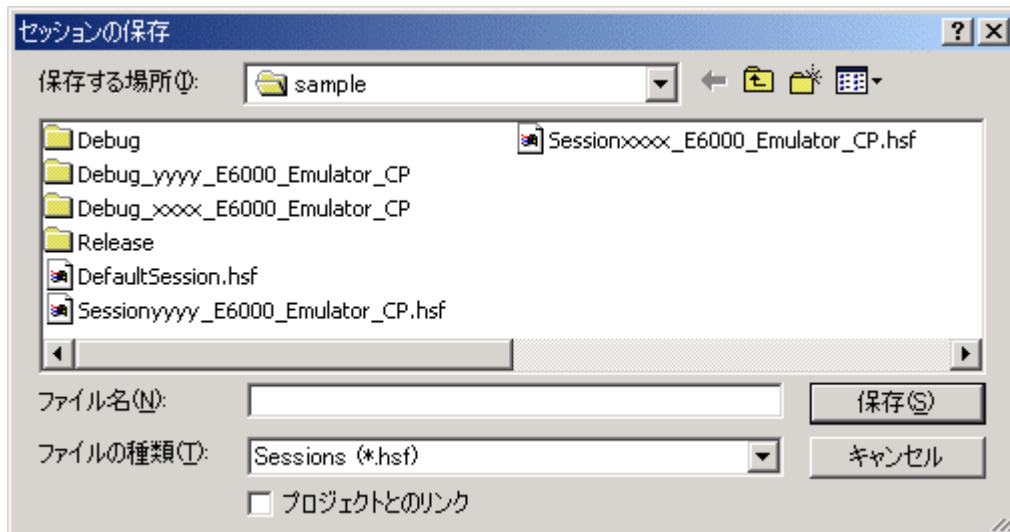 セッションの保存
保存する場所(I):
sample
Debug
Debug_yyyy_E6000_Emulator_CP
Debug_xxxx_E6000_Emulator_CP
Release
DefaultSession.hsf
Sessionyyyy_E6000_Emulator_CP.hsf
Sessionxxxx_E6000_Emulator_CP.hsf
ファイル名(N):
保存(S)
ファイルの種類(T):
Sessions (*.hsf)
キャンセル
プロジェクトとのリンク